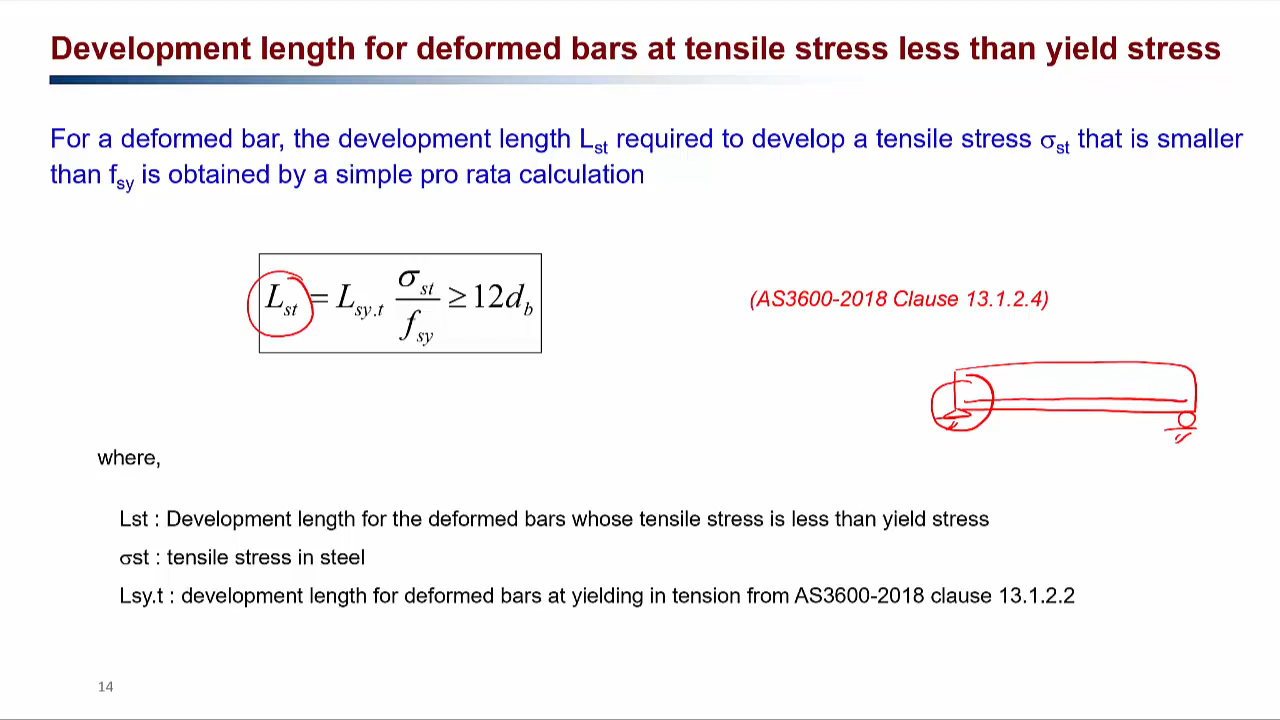 Development length for deformed bars at tensile stress less than yield stress
For a deformed bar, the development length Lst required to develop a tensile stress σst that is smaller
than fsy is obtained by a simple pro rata calculation
Lst = Lsy.t σst / fsy ≥ 12db
(AS3600-2018 Clause 13.1.2.4)
where,
Lst : Development length for the deformed bars whose tensile stress is less than yield stress
σst : tensile stress in steel
Lsy.t : development length for deformed bars at yielding in tension from AS3600-2018 clause 13.1.2.2
14